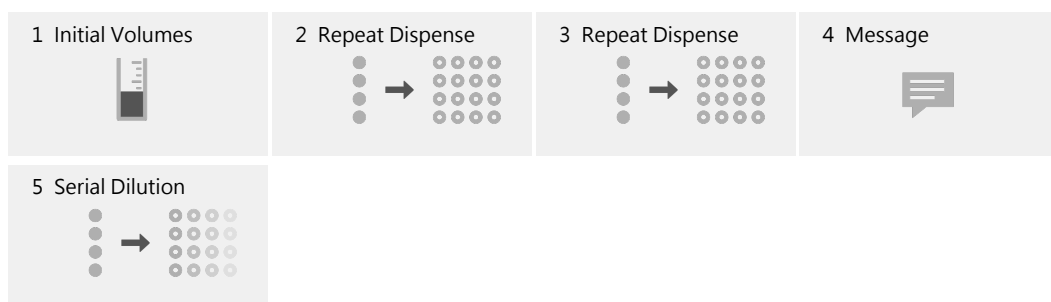 1 Initial Volumes
2 Repeat Dispense
3 Repeat Dispense
4 Message
5 Serial Dilution